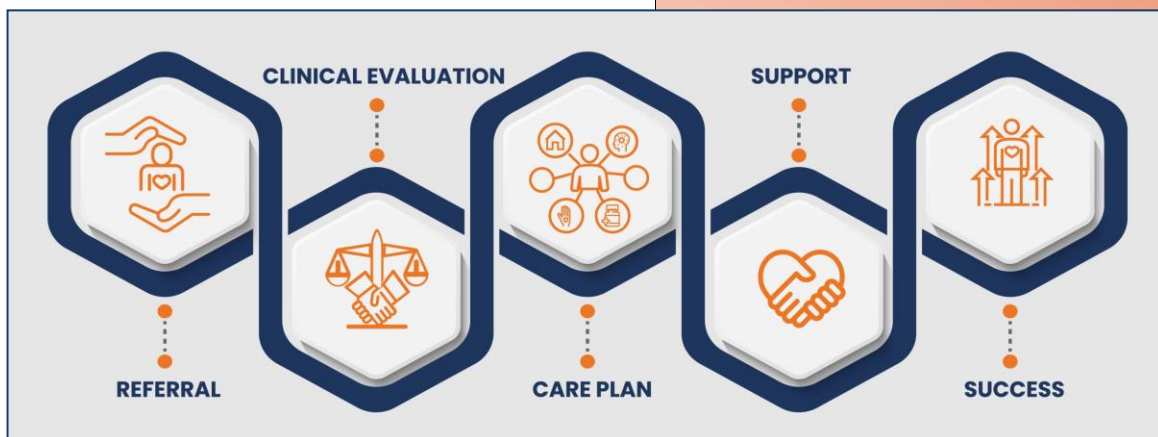 CLINICAL EVALUATION
SUPPORT
REFERRAL
CARE PLAN
SUCCESS